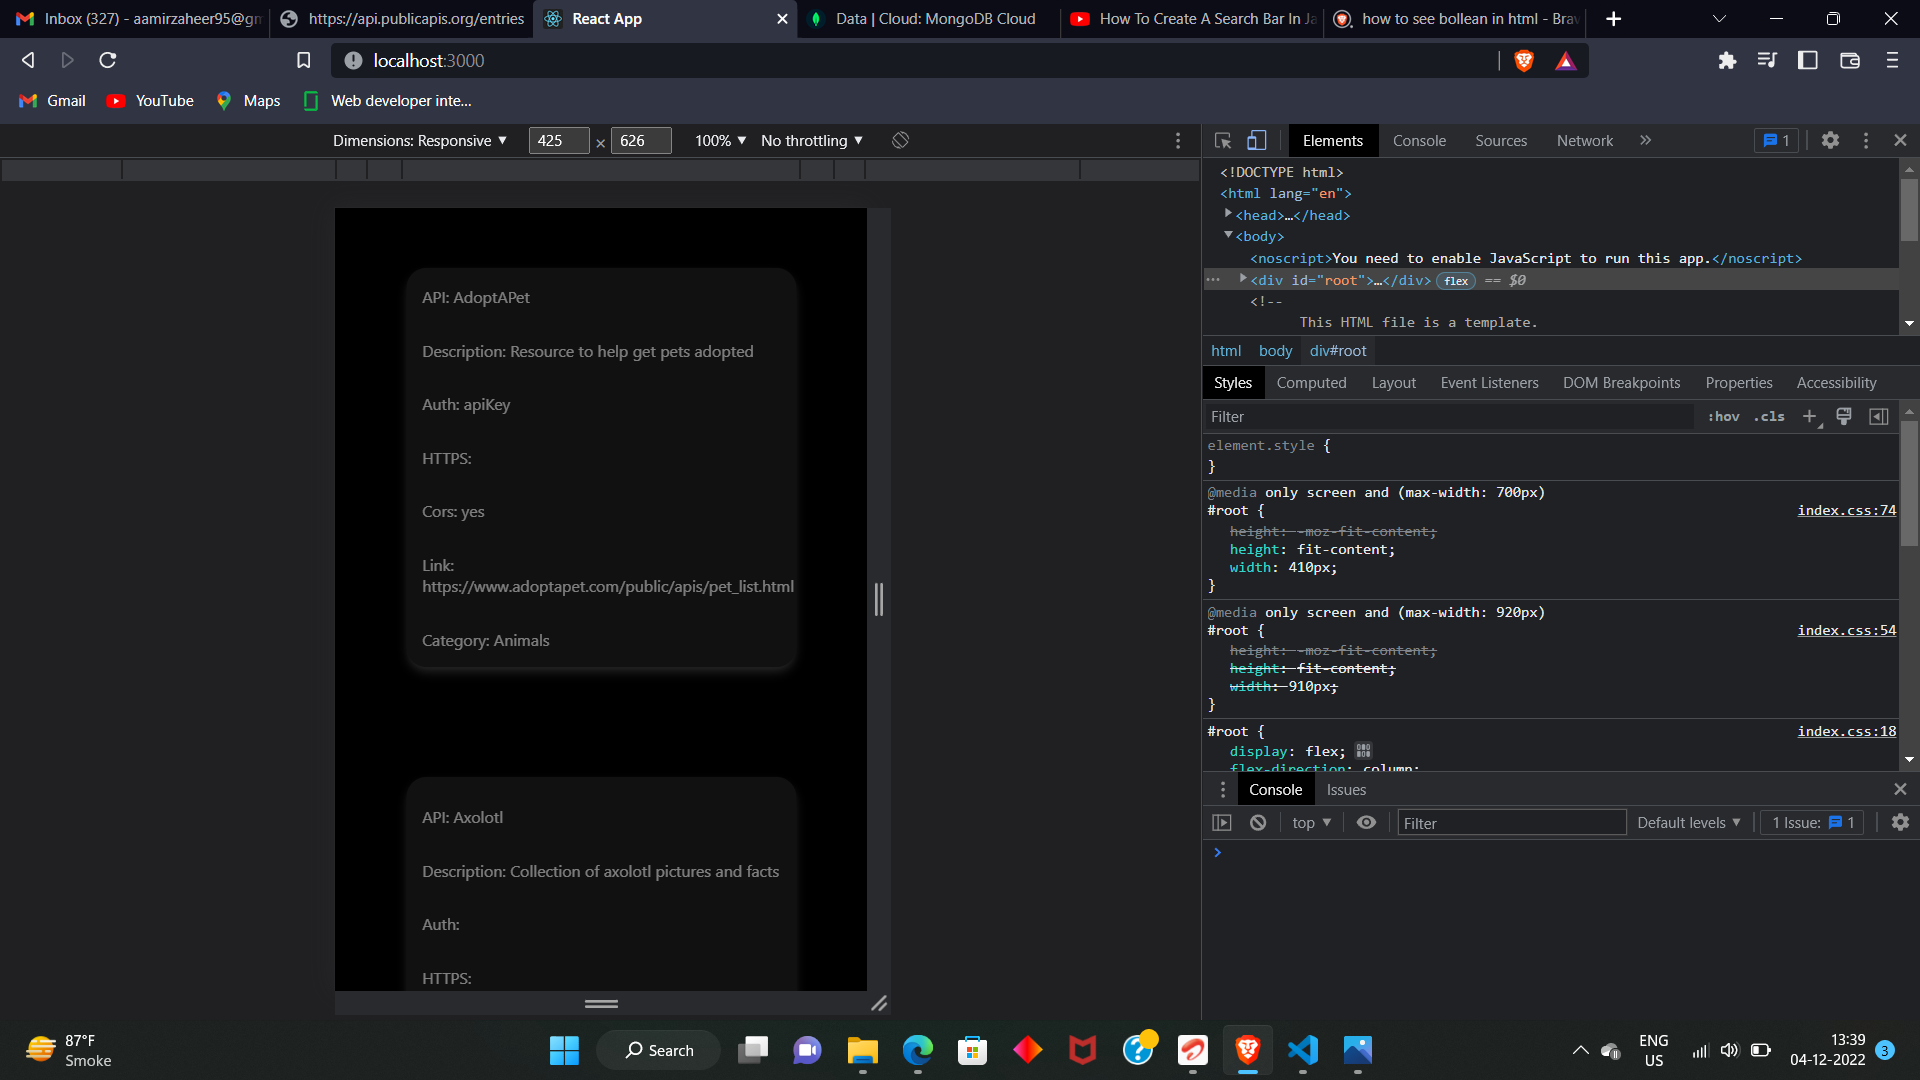 Inbox (327) - aamirzaheer95@gm
https://api.publicapis.org/entries
React App
Data | Cloud: MongoDB Cloud
How To Create A Search Bar In Ja
how to see bollean in html - Brav
localhost:3000
Gmail
YouTube
Maps
Web developer inte...
Dimensions: Responsive ▼
425
×
626
100% ▼
No throttling ▼
Elements
Console
Sources
Network
»
1
<!DOCTYPE html>
<html lang="en">
<head>…</head>
<body>
<noscript>You need to enable JavaScript to run this app.</noscript>
<div id="root">…</div> flex == $0
<!--
This HTML file is a template.
html body div#root
Styles
Computed
Layout
Event Listeners
DOM Breakpoints
Properties
Accessibility
Filter
:hov .cls +
element.style {
}
@media only screen and (max-width: 700px)
#root {
index.css:74
height: -moz-fit-content;
height: fit-content;
width: 410px;
}
@media only screen and (max-width: 920px)
#root {
index.css:54
height: -moz-fit-content;
height: fit-content;
width: 910px;
}
#root {
index.css:18
display: flex;
flex-direction: column;
Console
Issues
top ▼
Filter
Default levels ▼
1 Issue: 1
API: AdoptAPet
Description: Resource to help get pets adopted
Auth: apiKey
HTTPS:
Cors: yes
Link:
https://www.adoptapet.com/public/apis/pet_list.html
Category: Animals
API: Axolotl
Description: Collection of axolotl pictures and facts
Auth:
HTTPS:
87°F
Smoke
Search
ENG
US
13:39
04-12-2022
3